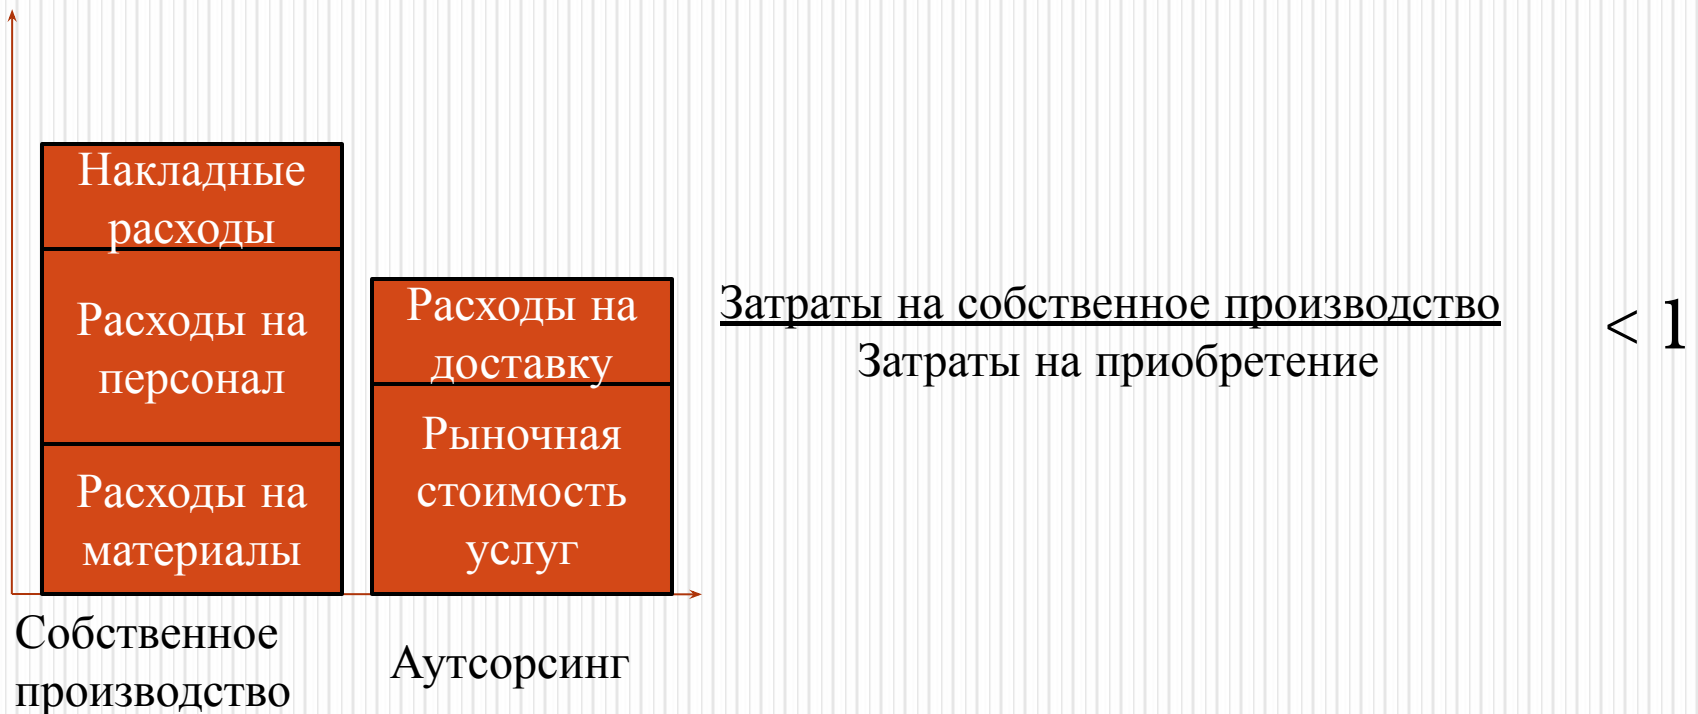 Накладные
расходы
Расходы на
персонал
Расходы на
материалы
Расходы на
доставку
Рыночная
стоимость
услуг
Собственное
производство
Аутсорсинг
Затраты на собственное производство
Затраты на приобретение
< 1